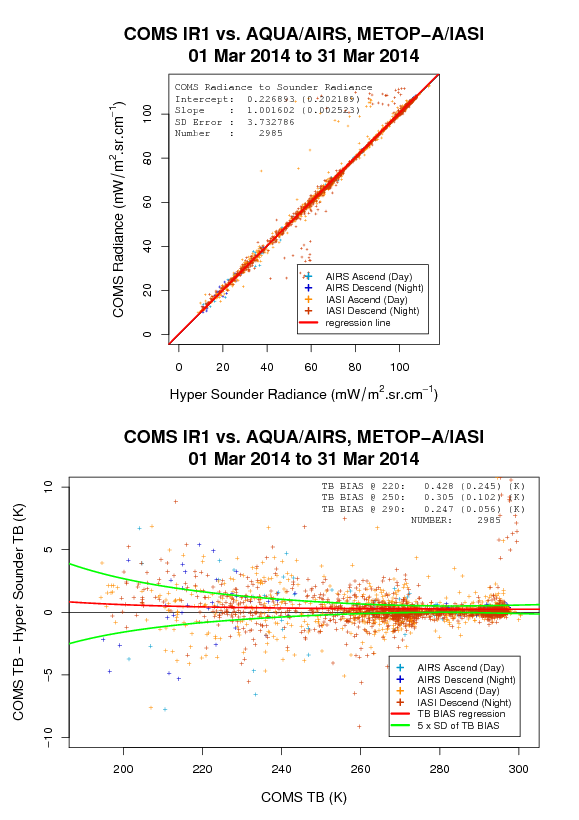 COMS IR1 vs. AQUA/AIRS, METOP−A/IASI
01 Mar 2014 to 31 Mar 2014
COMS Radiance to Sounder Radiance
Intercept: 0.226893 (0.202189)
Slope : 1.001602 (0.002523)
SD Error : 3.732786
Number : 2985
COMS Radiance (mW/m2.sr.cm−1)
100
80
60
40
20
0
AIRS Ascend (Day)
AIRS Descend (Night)
IASI Ascend (Day)
IASI Descend (Night)
regression line
0 20 40 60 80 100
Hyper Sounder Radiance (mW/m2.sr.cm−1)
COMS IR1 vs. AQUA/AIRS, METOP−A/IASI
01 Mar 2014 to 31 Mar 2014
TB BIAS @ 220: 0.428 (0.245) (K)
TB BIAS @ 250: 0.305 (0.102) (K)
TB BIAS @ 290: 0.247 (0.056) (K)
NUMBER: 2985
COMS TB − Hyper Sounder TB (K)
10
5
0
−5
−10
AIRS Ascend (Day)
AIRS Descend (Night)
IASI Ascend (Day)
IASI Descend (Night)
TB BIAS regression
5 x SD of TB BIAS
200 220 240 260 280 300
COMS TB (K)